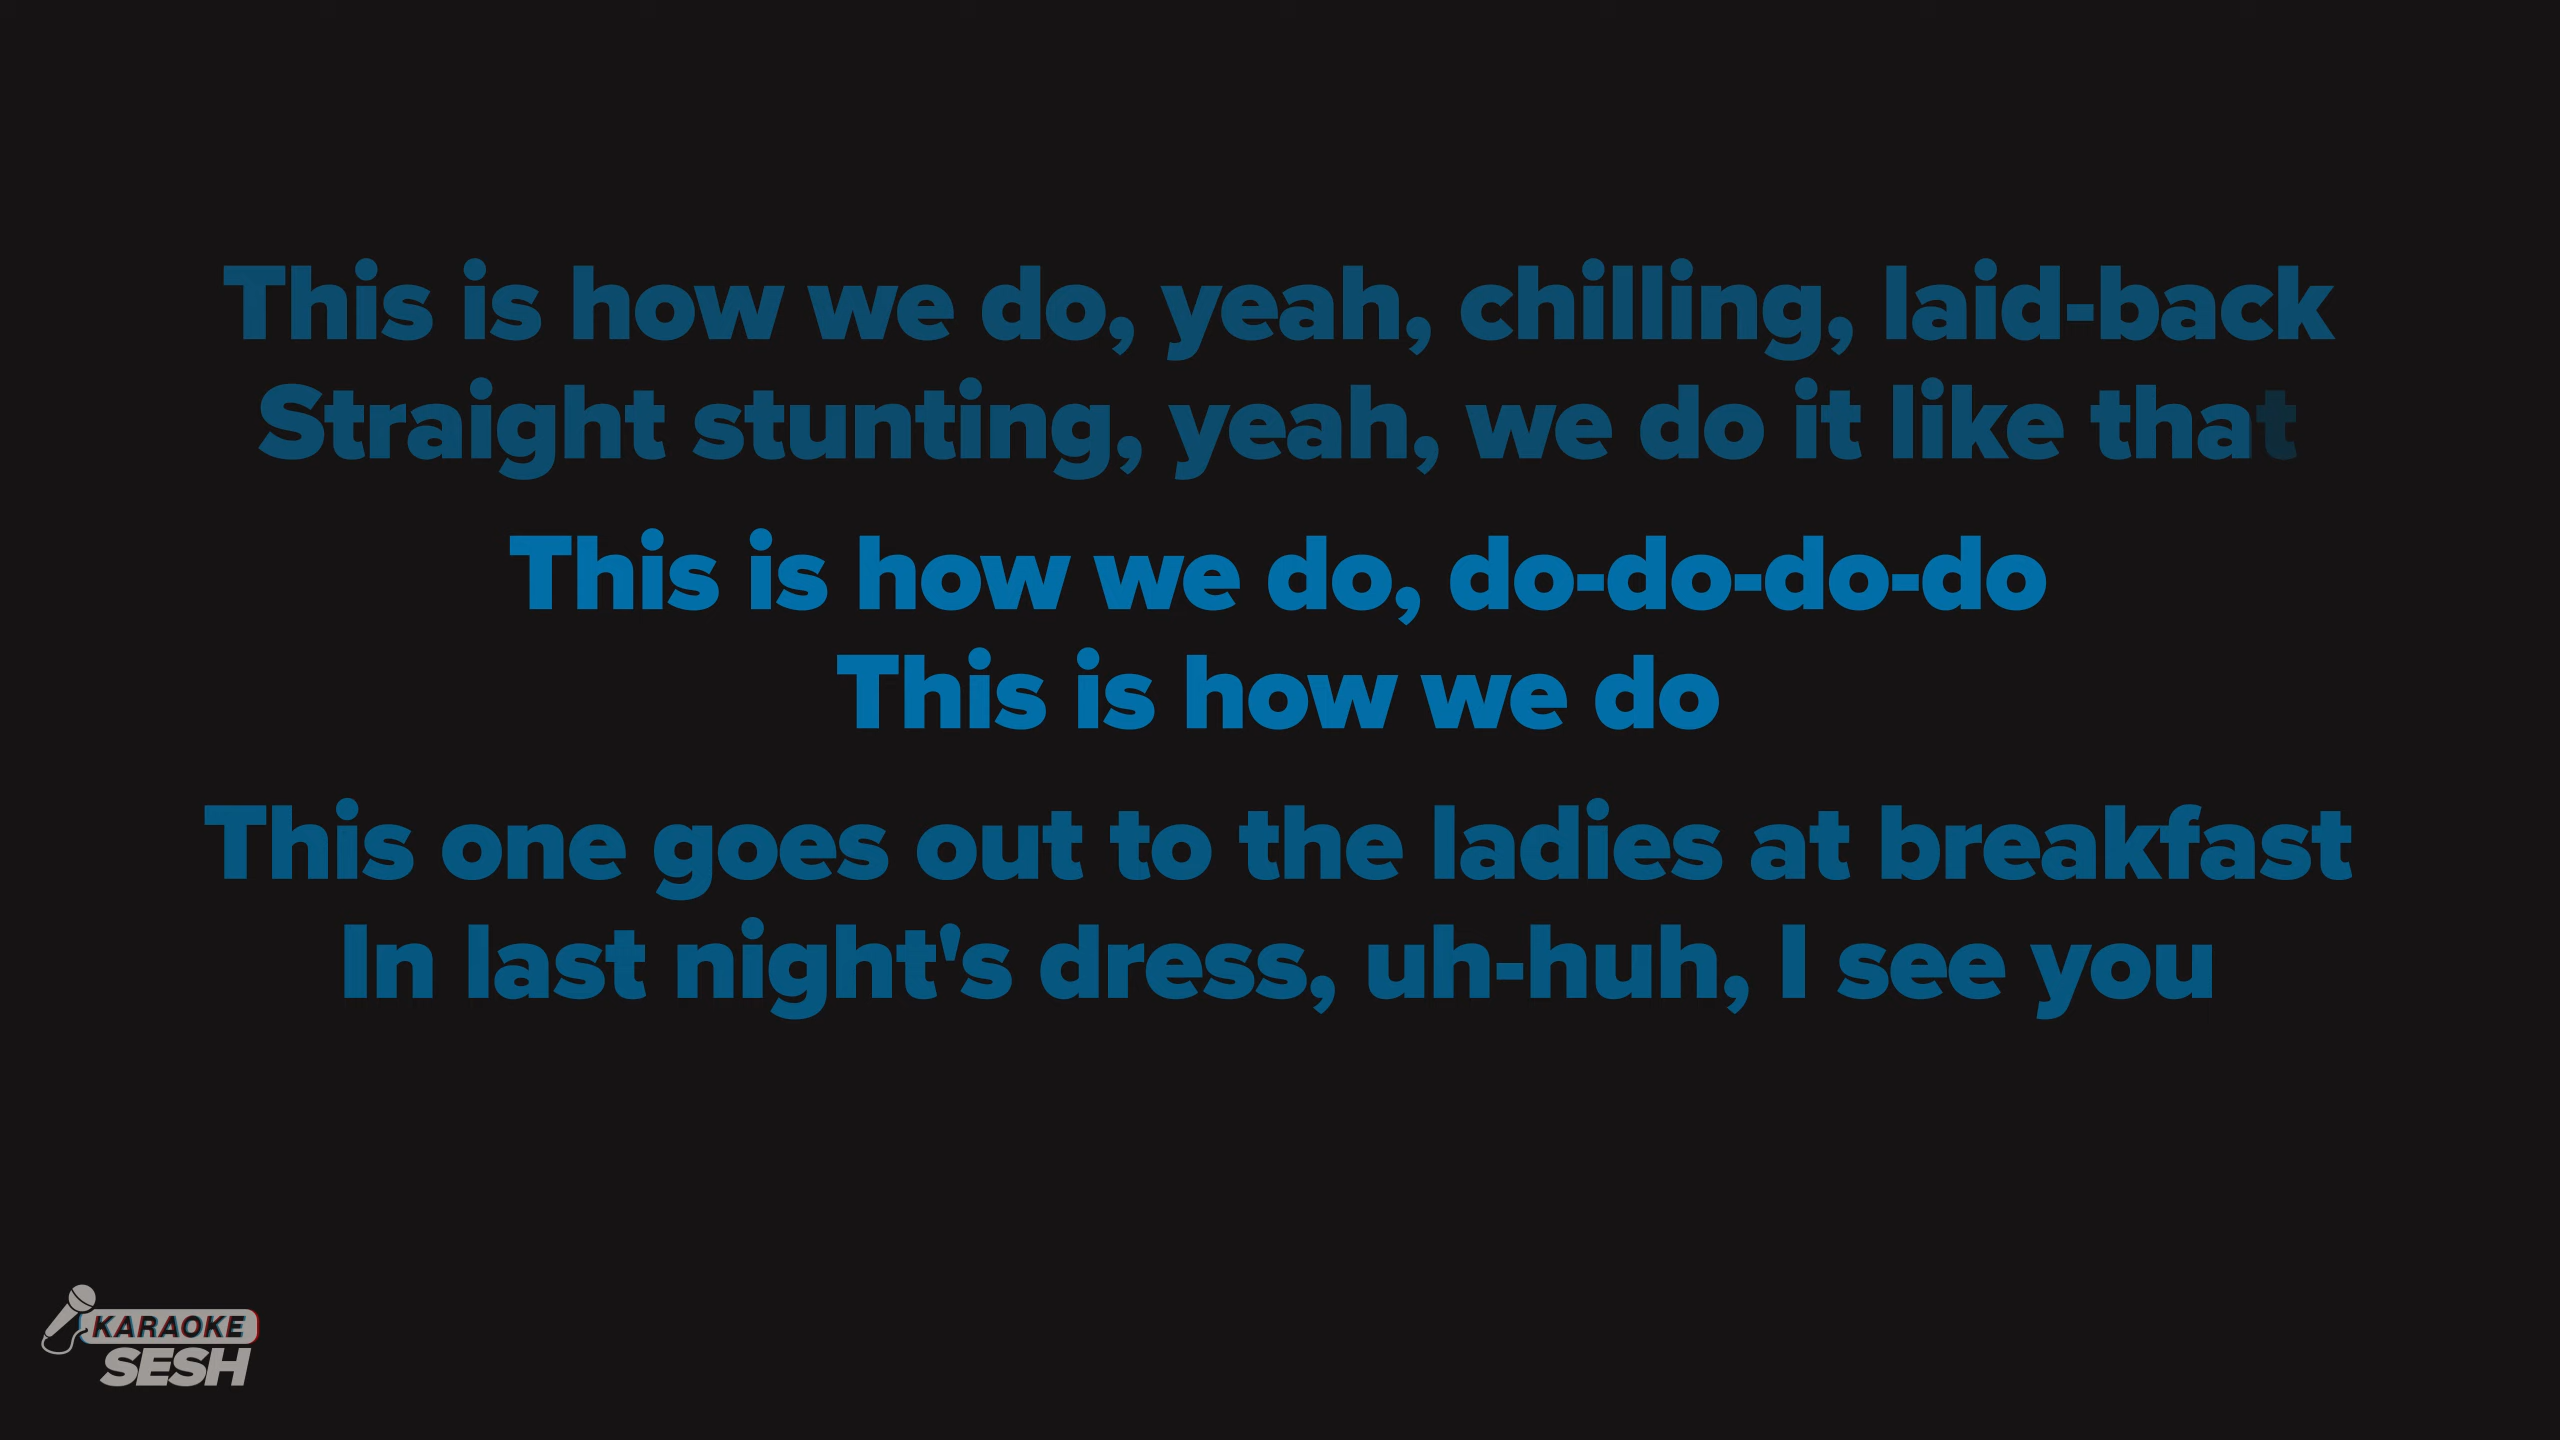 This is how we do, yeah, chilling, laid-back
Straight stunting, yeah, we do it like that
This is how we do, do-do-do-do
This is how we do
This one goes out to the ladies at breakfast
In last night's dress, uh-huh, I see you
KARAOKE
SESH